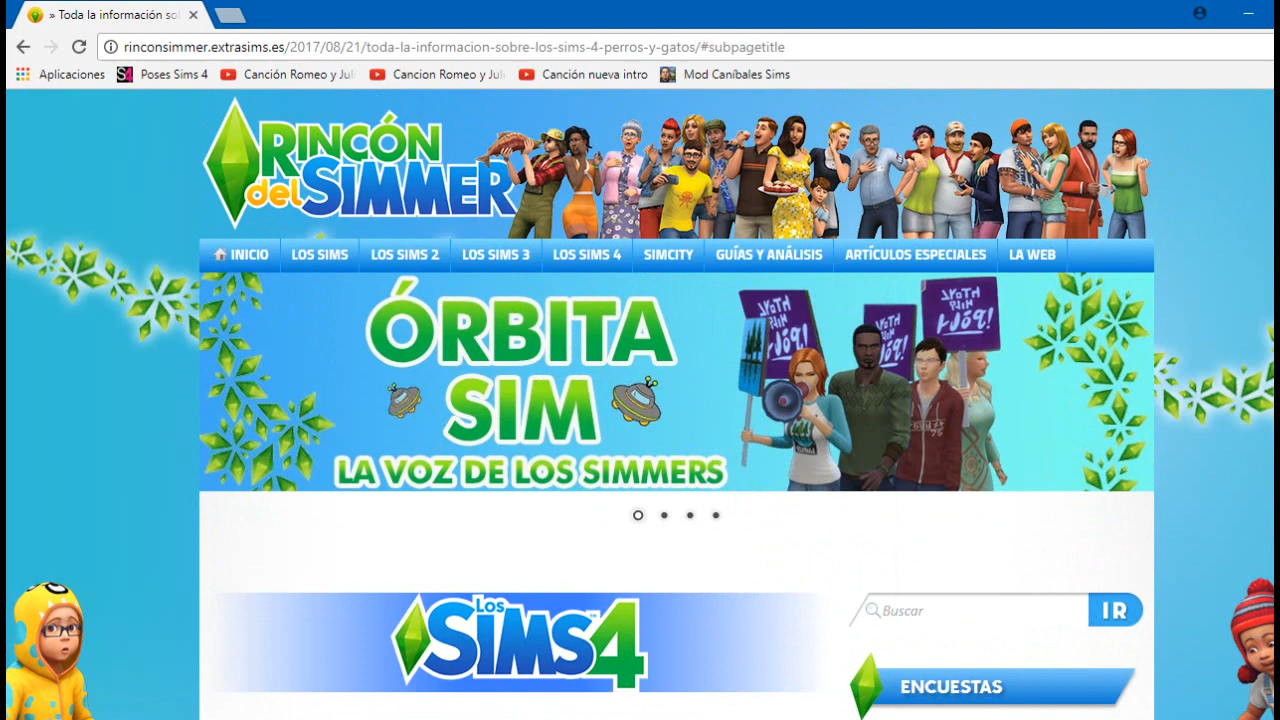 » Toda la información so
rinconsimmer.extrasims.es/2017/08/21/toda-la-informacion-sobre-los-sims-4-perros-y-gatos/#subpagetitle
Aplicaciones S4 Poses Sims 4 Canción Romeo y Juli Cancion Romeo y Juli Canción nueva intro Mod Caníbales Sims
RINCÓN
del SIMMER
INICIO LOS SIMS LOS SIMS 2 LOS SIMS 3 LOS SIMS 4 SIMCITY GUÍAS Y ANÁLISIS ARTÍCULOS ESPECIALES LA WEB
ÓRBITA
SIM
LA VOZ DE LOS SIMMERS
LOS
SIMS 4
Buscar IR
ENCUESTAS